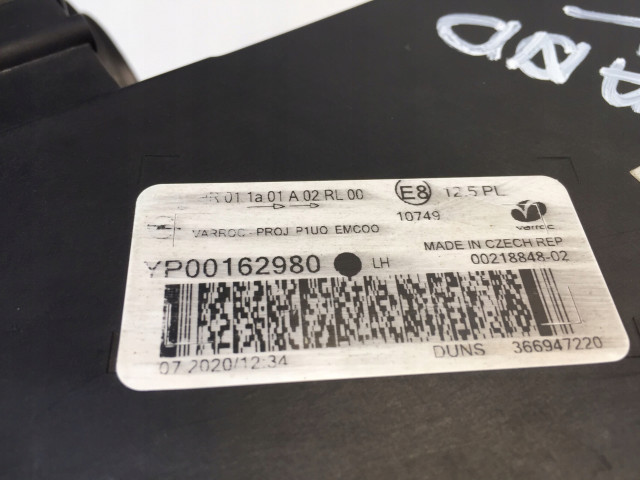 R 01 1a 01 A 02 RL 00 E8 12.5 PL
10749 varroc
VARROC-PROJ P1UO EMCOO MADE IN CZECH REP
YP00162980 LH 00218848-02
07.2020/12:34 DUNS 366947220